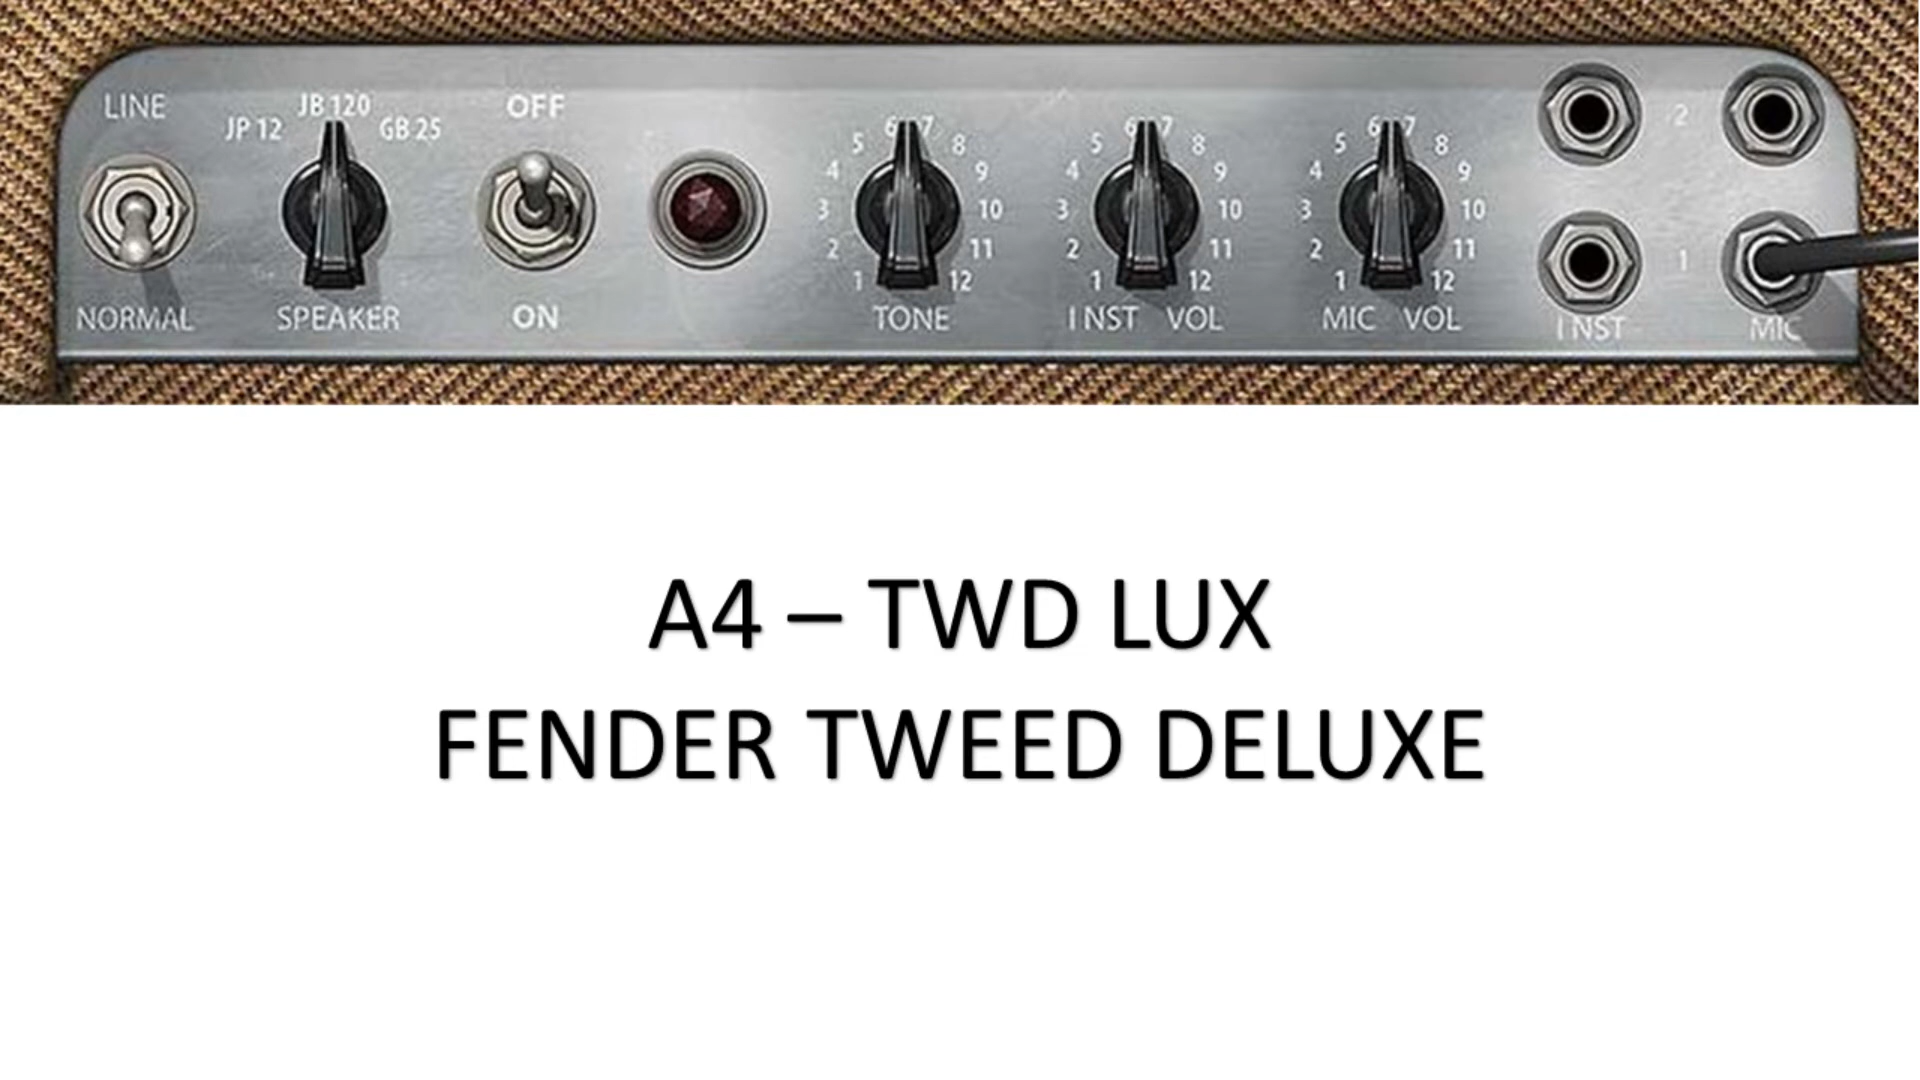 LINE
NORMAL
JP 12 JB 120 GB 25
SPEAKER
OFF
ON
1 2 3 4 5 6 7 8 9 10 11 12
TONE
1 2 3 4 5 6 7 8 9 10 11 12
INST VOL
1 2 3 4 5 6 7 8 9 10 11 12
MIC VOL
2
1
INST MIC
A4 – TWD LUX
FENDER TWEED DELUXE